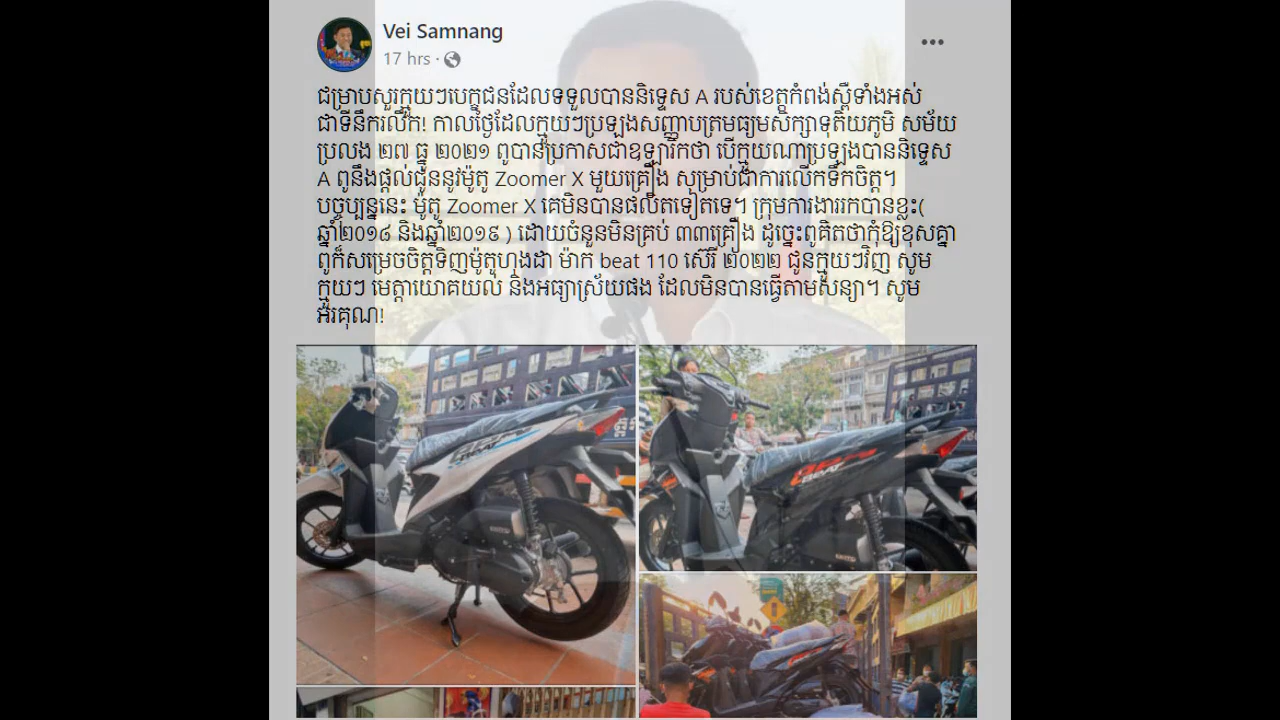 Vei Samnang
17 hrs ·
ជម្រាបសួរក្មួយៗបេក្ខជនដែលទទួលបាននិទ្ទេស A របស់ខេត្តកំពង់ស្ពឺទាំងអស់
ជាទីនឹករលឹក! កាលថ្ងៃដែលក្មួយៗប្រឡងសញ្ញាបត្រមធ្យមសិក្សាទុតិយភូមិ សម័យ
ប្រលង ២៧ ធ្នូ ២០២១ ពូបានប្រកាសជាឧឡារិកថា បើក្មួយណាប្រឡងបាននិទ្ទេស
A ពូនឹងផ្តល់ជូននូវម៉ូតូ Zoomer X មួយគ្រឿង សម្រាប់ជាការលើកទឹកចិត្ត។
បច្ចុប្បន្ននេះ ម៉ូតូ Zoomer X គេមិនបានផលិតទៀតទេ។ ក្រុមការងាររកបានខ្លះ(
ឆ្នាំ២០១៨ និងឆ្នាំ២០១៩ ) ដោយចំនួនមិនគ្រប់ ៣៣គ្រឿង ដូច្នេះពូគិតថាកុំឱ្យខុសគ្នា
ពូក៏សម្រេចចិត្តទិញម៉ូតូហុងដា ម៉ាក beat 110 ស៊េរី ២០២២ ជូនក្មួយៗវិញ សូម
ក្មួយៗ មេត្តាយោគយល់ និងអធ្យាស្រ័យផង ដែលមិនបានធ្វើតាមសន្យា។ សូម
អរគុណ!
BEAT
BEAT